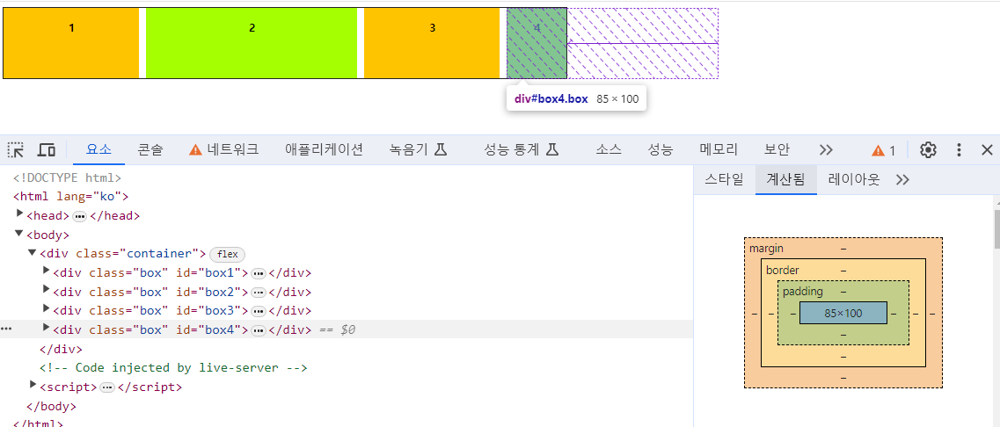 1 2 3 4
div#box4.box 85 × 100
요소 콘솔 네트워크 애플리케이션 녹음기 성능 통계 소스 성능 메모리 보안 1
<!DOCTYPE html>
<html lang="ko">
<head> ••• </head>
<body>
<div class="container"> flex
<div class="box" id="box1"> ••• </div>
<div class="box" id="box2"> ••• </div>
<div class="box" id="box3"> ••• </div>
<div class="box" id="box4"> ••• </div> == $0
</div>
<!-- Code injected by live-server -->
<script> ••• </script>
</body>
</html>
스타일 계산됨 레이아웃
margin –
border –
padding –
– – – 85×100 – – –
–
–
–